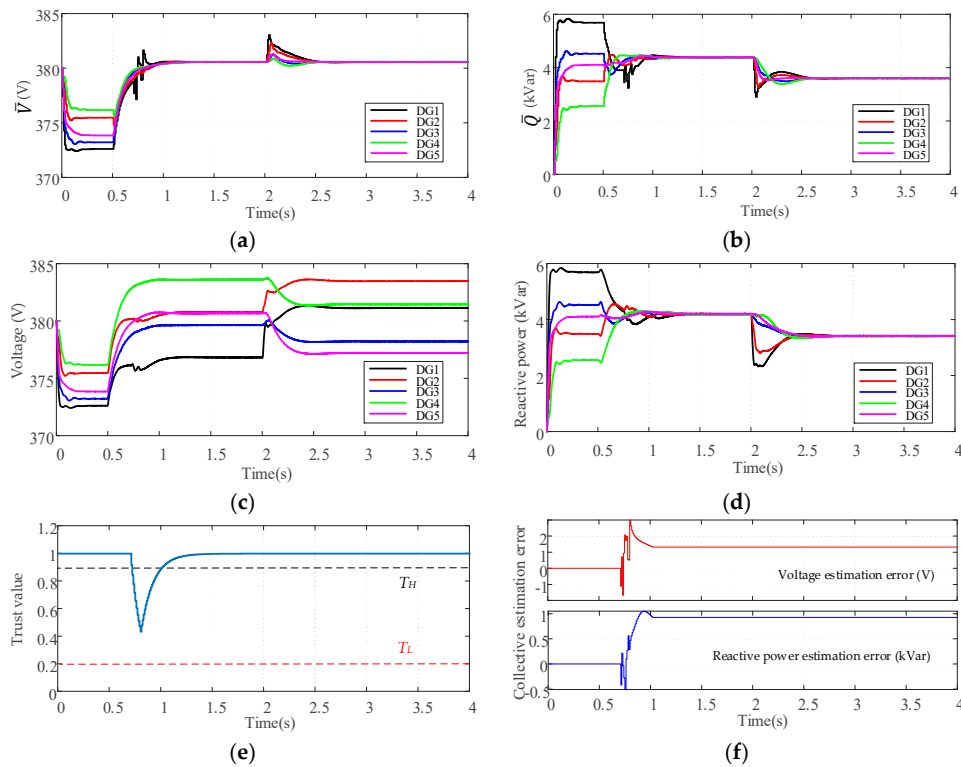 385
380
375
370
V̄ (V)
0 0.5 1 1.5 2 2.5 3 3.5 4
Time(s)
DG1
DG2
DG3
DG4
DG5
(a)
6
4
2
0
Q̄ (kVar)
0 0.5 1 1.5 2 2.5 3 3.5 4
Time(s)
DG1
DG2
DG3
DG4
DG5
(b)
385
380
375
370
Voltage (V)
0 0.5 1 1.5 2 2.5 3 3.5 4
Time(s)
DG1
DG2
DG3
DG4
DG5
(c)
6
4
2
0
Reactive power (kVar)
0 0.5 1 1.5 2 2.5 3 3.5 4
Time(s)
DG1
DG2
DG3
DG4
DG5
(d)
1.2
1
0.8
0.6
0.4
0.2
0
Trust value
TH
TL
0 0.5 1 1.5 2 2.5 3 3.5 4
Time(s)
(e)
Collective estimation error
2
1
0
-1
Voltage estimation error (V)
1
0.5
0
-0.5
Reactive power estimation error (kVar)
0 0.5 1 1.5 2 2.5 3 3.5 4
Time(s)
(f)